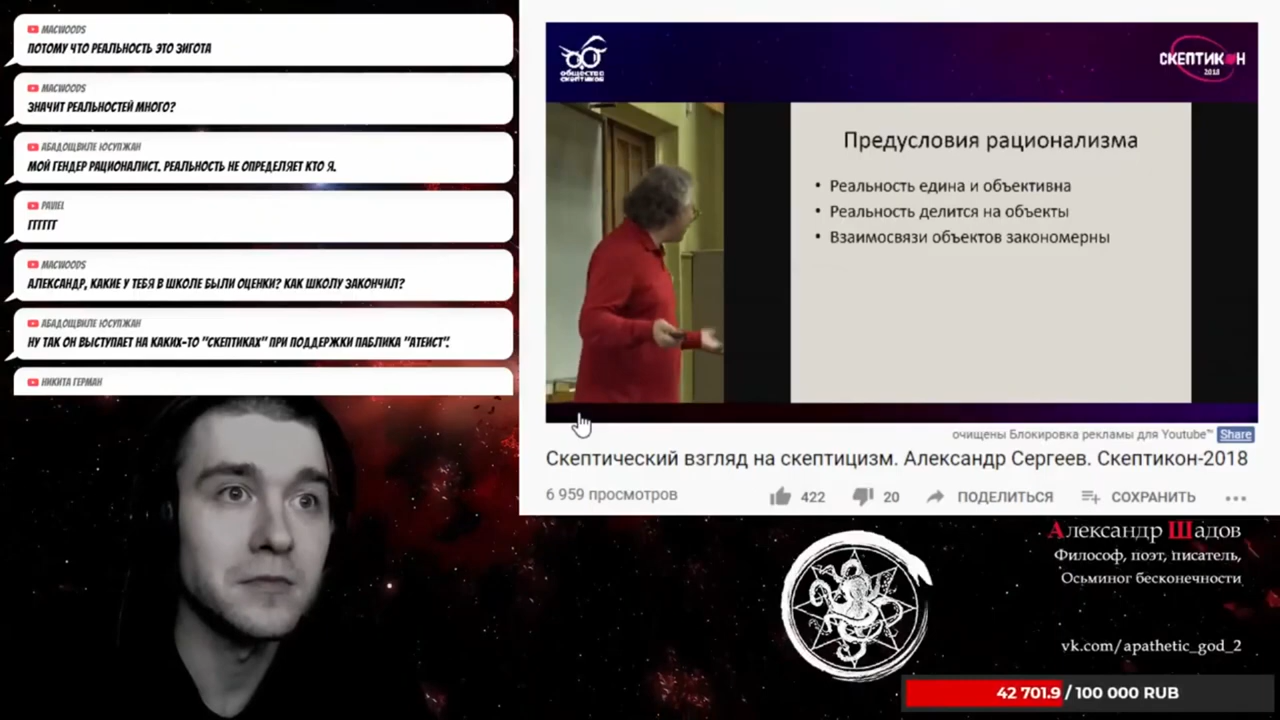 MACWOODS
ПОТОМУ ЧТО РЕАЛЬНОСТЬ ЭТО ЗИГОТА
MACWOODS
ЗНАЧИТ РЕАЛЬНОСТЕЙ МНОГО?
АБАДОЩВИЛЕ ЮСУПЖАН
МОЙ ГЕНДЕР РАЦИОНАЛИСТ. РЕАЛЬНОСТЬ НЕ ОПРЕДЕЛЯЕТ КТО Я.
PAVIEL
ГГГГГГ
MACWOODS
АЛЕКСАНДР, КАКИЕ У ТЕБЯ В ШКОЛЕ БЫЛИ ОЦЕНКИ? КАК ШКОЛУ ЗАКОНЧИЛ?
АБАДОЩВИЛЕ ЮСУПЖАН
НУ ТАК ОН ВЫСТУПАЕТ НА КАКИХ-ТО "СКЕПТИКАХ" ПРИ ПОДДЕРЖКИ ПАБЛИКА "АТЕИСТ".
НИКИТА ГЕРМАН
общество
скептиков
СКЕПТИКОН
2018
Предусловия рационализма
• Реальность едина и объективна
• Реальность делится на объекты
• Взаимосвязи объектов закономерны
очищены Блокировка рекламы для Youtube™ Share
Скептический взгляд на скептицизм. Александр Сергеев. Скептикон-2018
6 959 просмотров
422 20 ПОДЕЛИТЬСЯ СОХРАНИТЬ
Александр Шадов
Философ, поэт, писатель,
Осьминог бесконечности
vk.com/apathetic_god_2
42 701.9 / 100 000 RUB